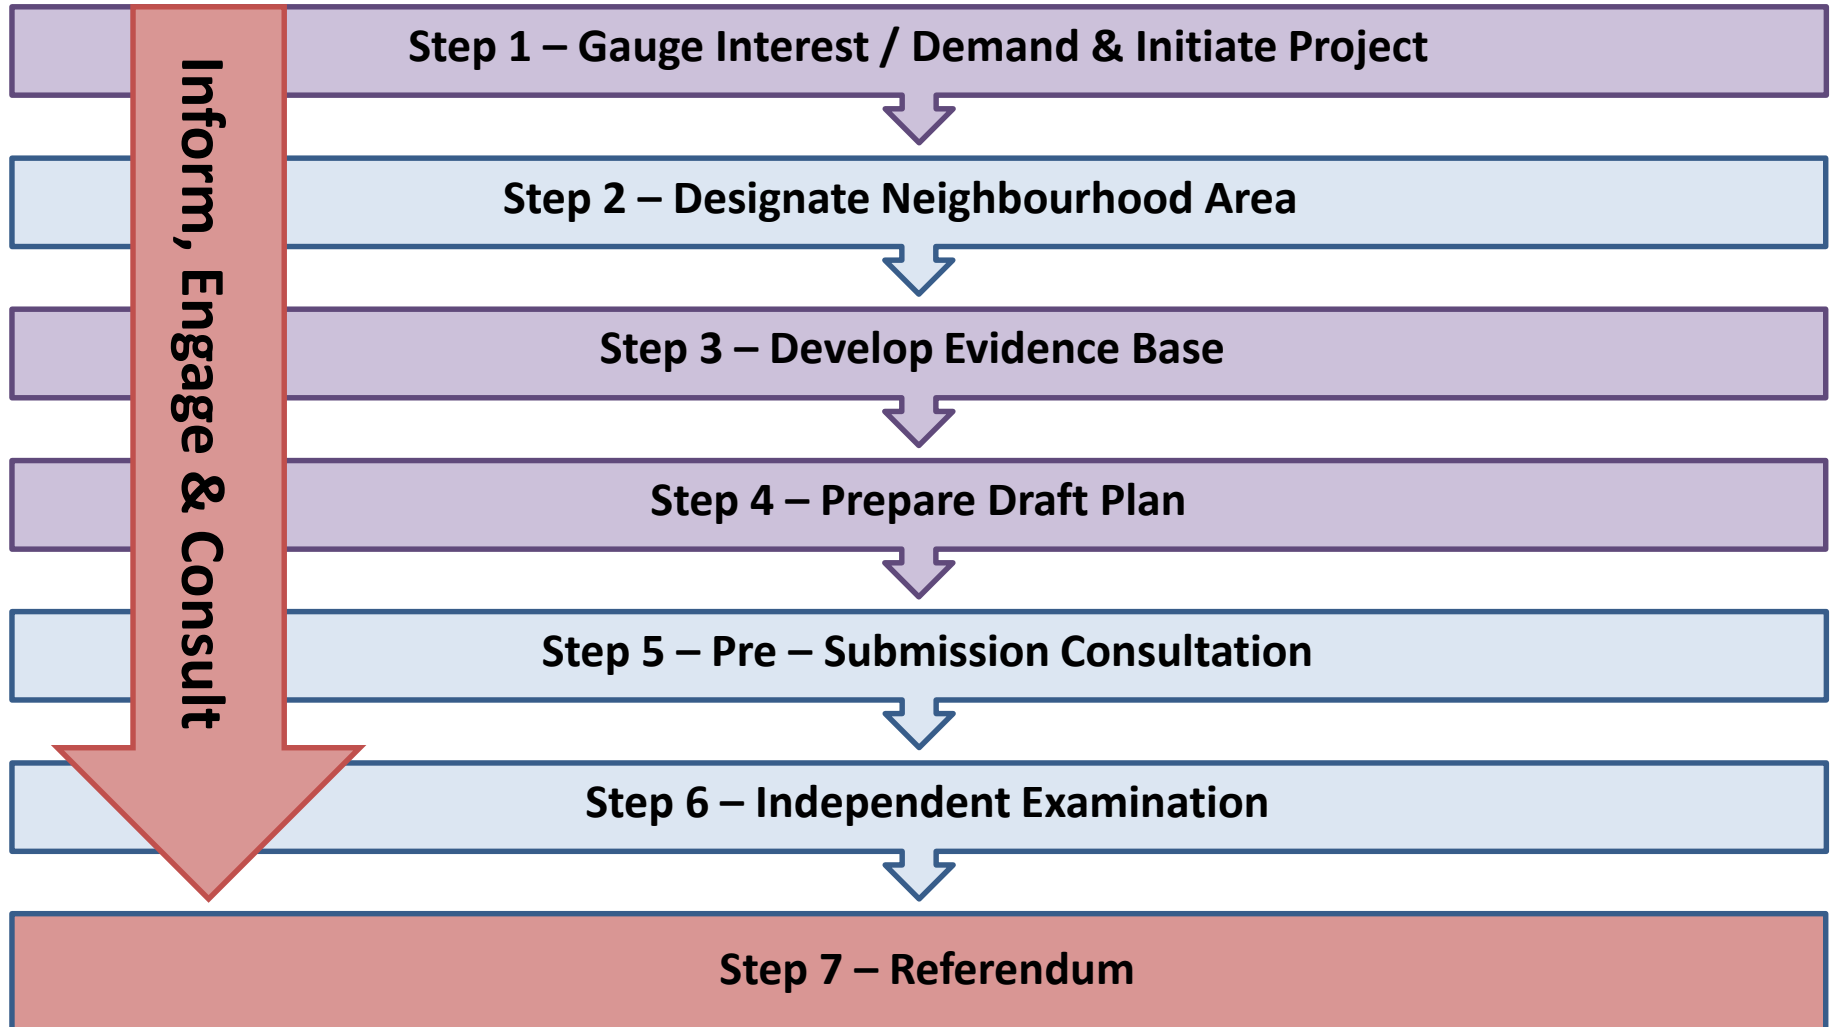 Step 1 – Gauge Interest / Demand & Initiate Project
Inform, Engage & Consult
Step 2 – Designate Neighbourhood Area
Step 3 – Develop Evidence Base
Step 4 – Prepare Draft Plan
Step 5 – Pre – Submission Consultation
Step 6 – Independent Examination
Step 7 – Referendum